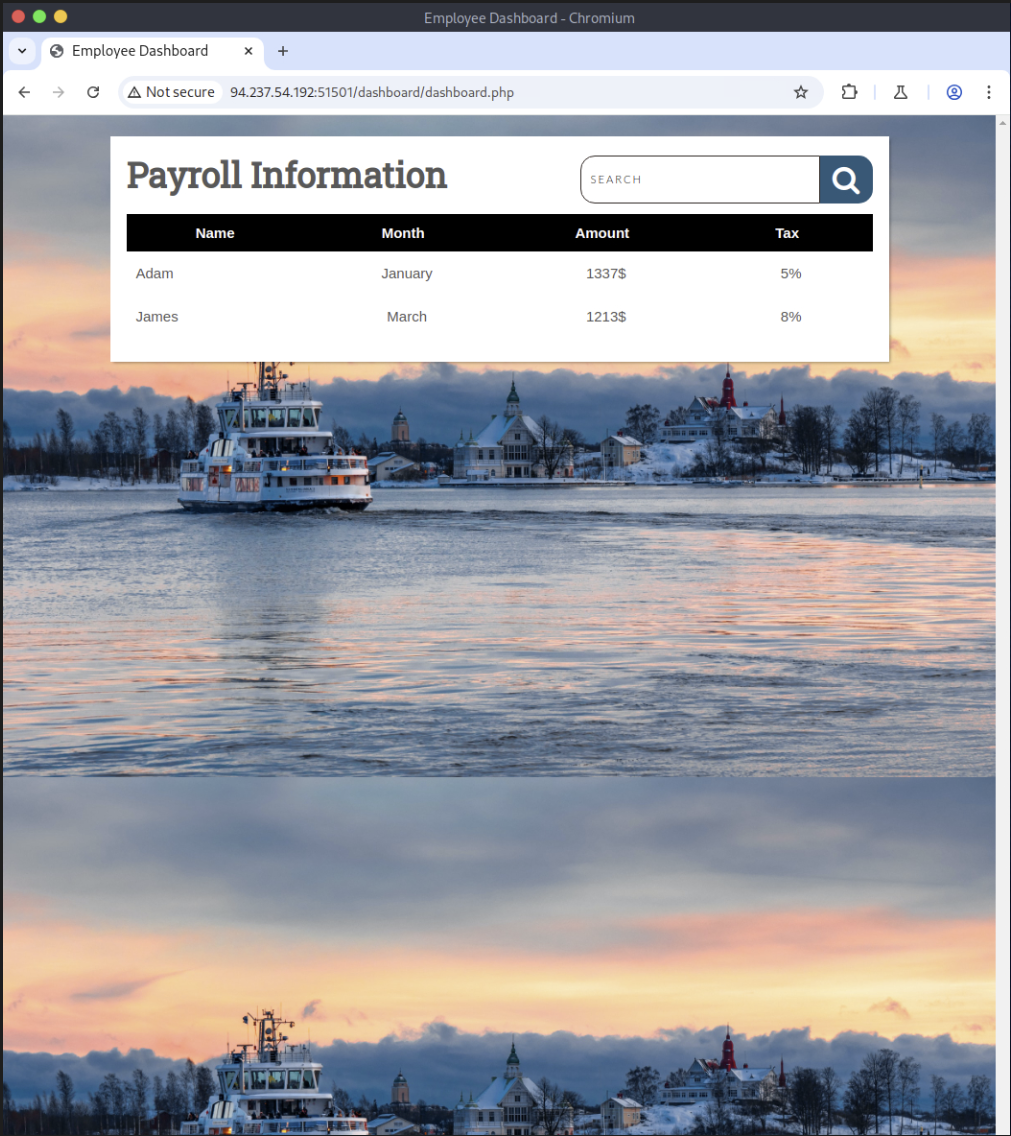 Employee Dashboard - Chromium
Employee Dashboard
Not secure 94.237.54.192:51501/dashboard/dashboard.php
Payroll Information
SEARCH
Name Month Amount Tax
Adam January 1337$ 5%
James March 1213$ 8%